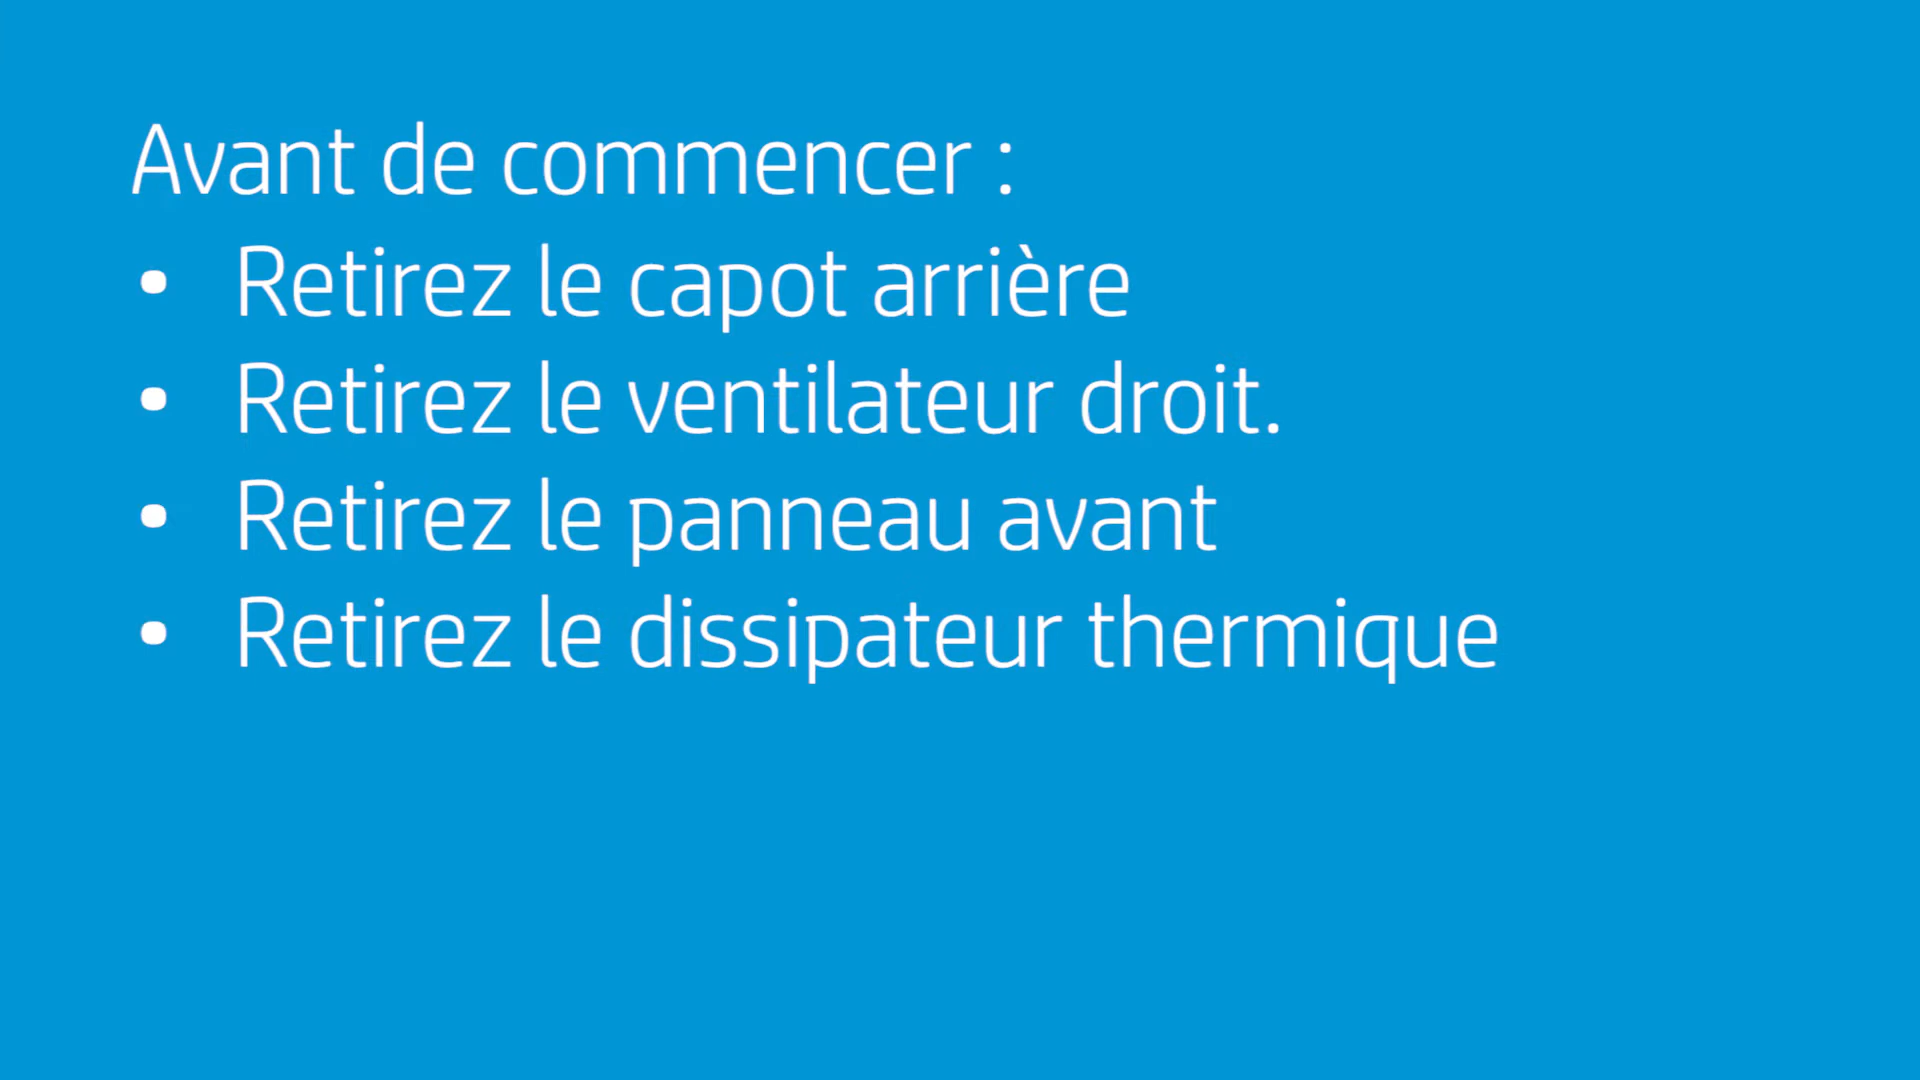 Avant de commencer :
• Retirez le capot arrière
• Retirez le ventilateur droit.
• Retirez le panneau avant
• Retirez le dissipateur thermique